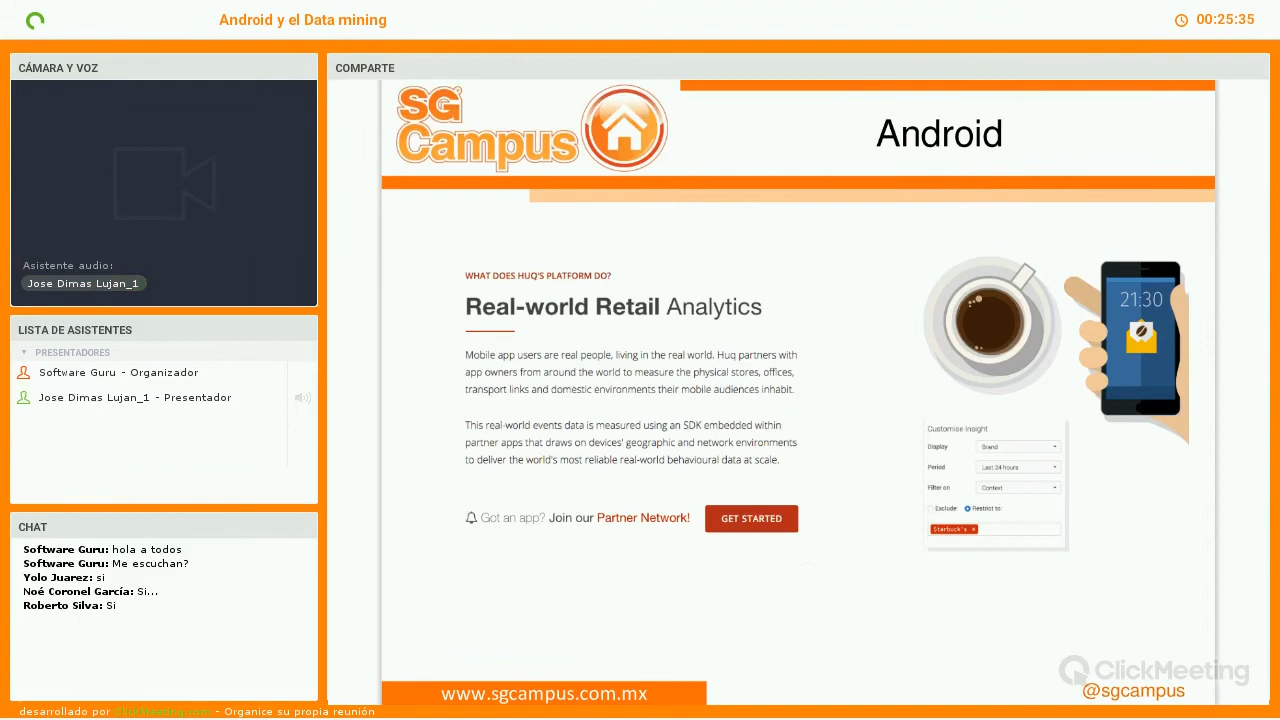 Android y el Data mining
00:25:35
CÁMARA Y VOZ
Asistente audio:
Jose Dimas Lujan_1
LISTA DE ASISTENTES
PRESENTADORES
Software Guru - Organizador
Jose Dimas Lujan_1 - Presentador
CHAT
Software Guru: hola a todos
Software Guru: Me escuchan?
Yolo Juarez: si
Noé Coronel García: Si...
Roberto Silva: Si
COMPARTE
SG
Campus
Android
WHAT DOES HUQ'S PLATFORM DO?
Real-world Retail Analytics
Mobile app users are real people, living in the real world. Huq partners with
app owners from around the world to measure the physical stores, offices,
transport links and domestic environments their mobile audiences inhabit.
This real-world events data is measured using an SDK embedded within
partner apps that draws on devices' geographic and network environments
to deliver the world's most reliable real-world behavioural data at scale.
Got an app? Join our Partner Network!
GET STARTED
21:30
Customise Insight
Display Brand
Period Last 24 hours
Filter on Context
Exclude: Restrict to:
Starbuck's ×
www.sgcampus.com.mx
ClickMeeting
@sgcampus
desarrollado por ClickMeeting.com - Organice su propia reunión